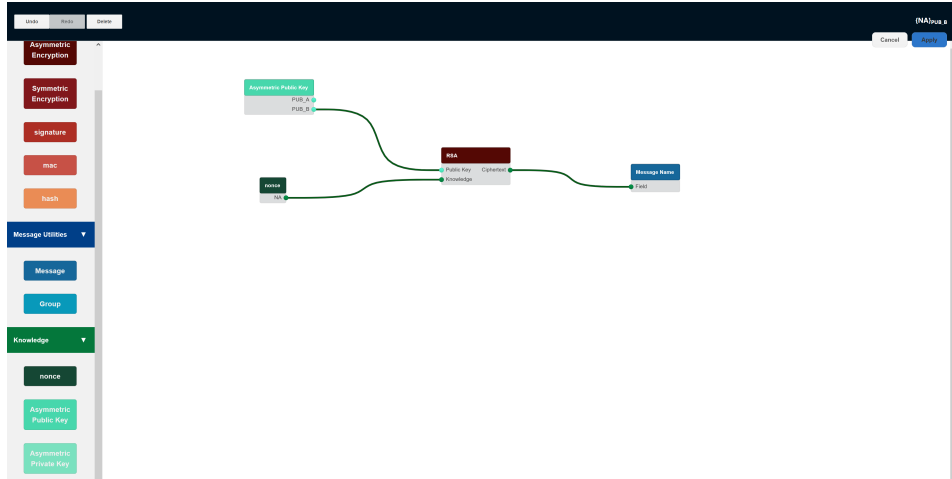 Undo
Redo
Delete
(NA)PUB_B
Cancel
Apply
Asymmetric
Encryption
Symmetric
Encryption
signature
mac
hash
Message Utilities ▼
Message
Group
Knowledge ▼
nonce
Asymmetric
Public Key
Asymmetric
Private Key
Asymmetric Public Key
PUB_A
PUB_B
nonce
NA
RSA
Public Key Ciphertext
Knowledge
Message Name
Field